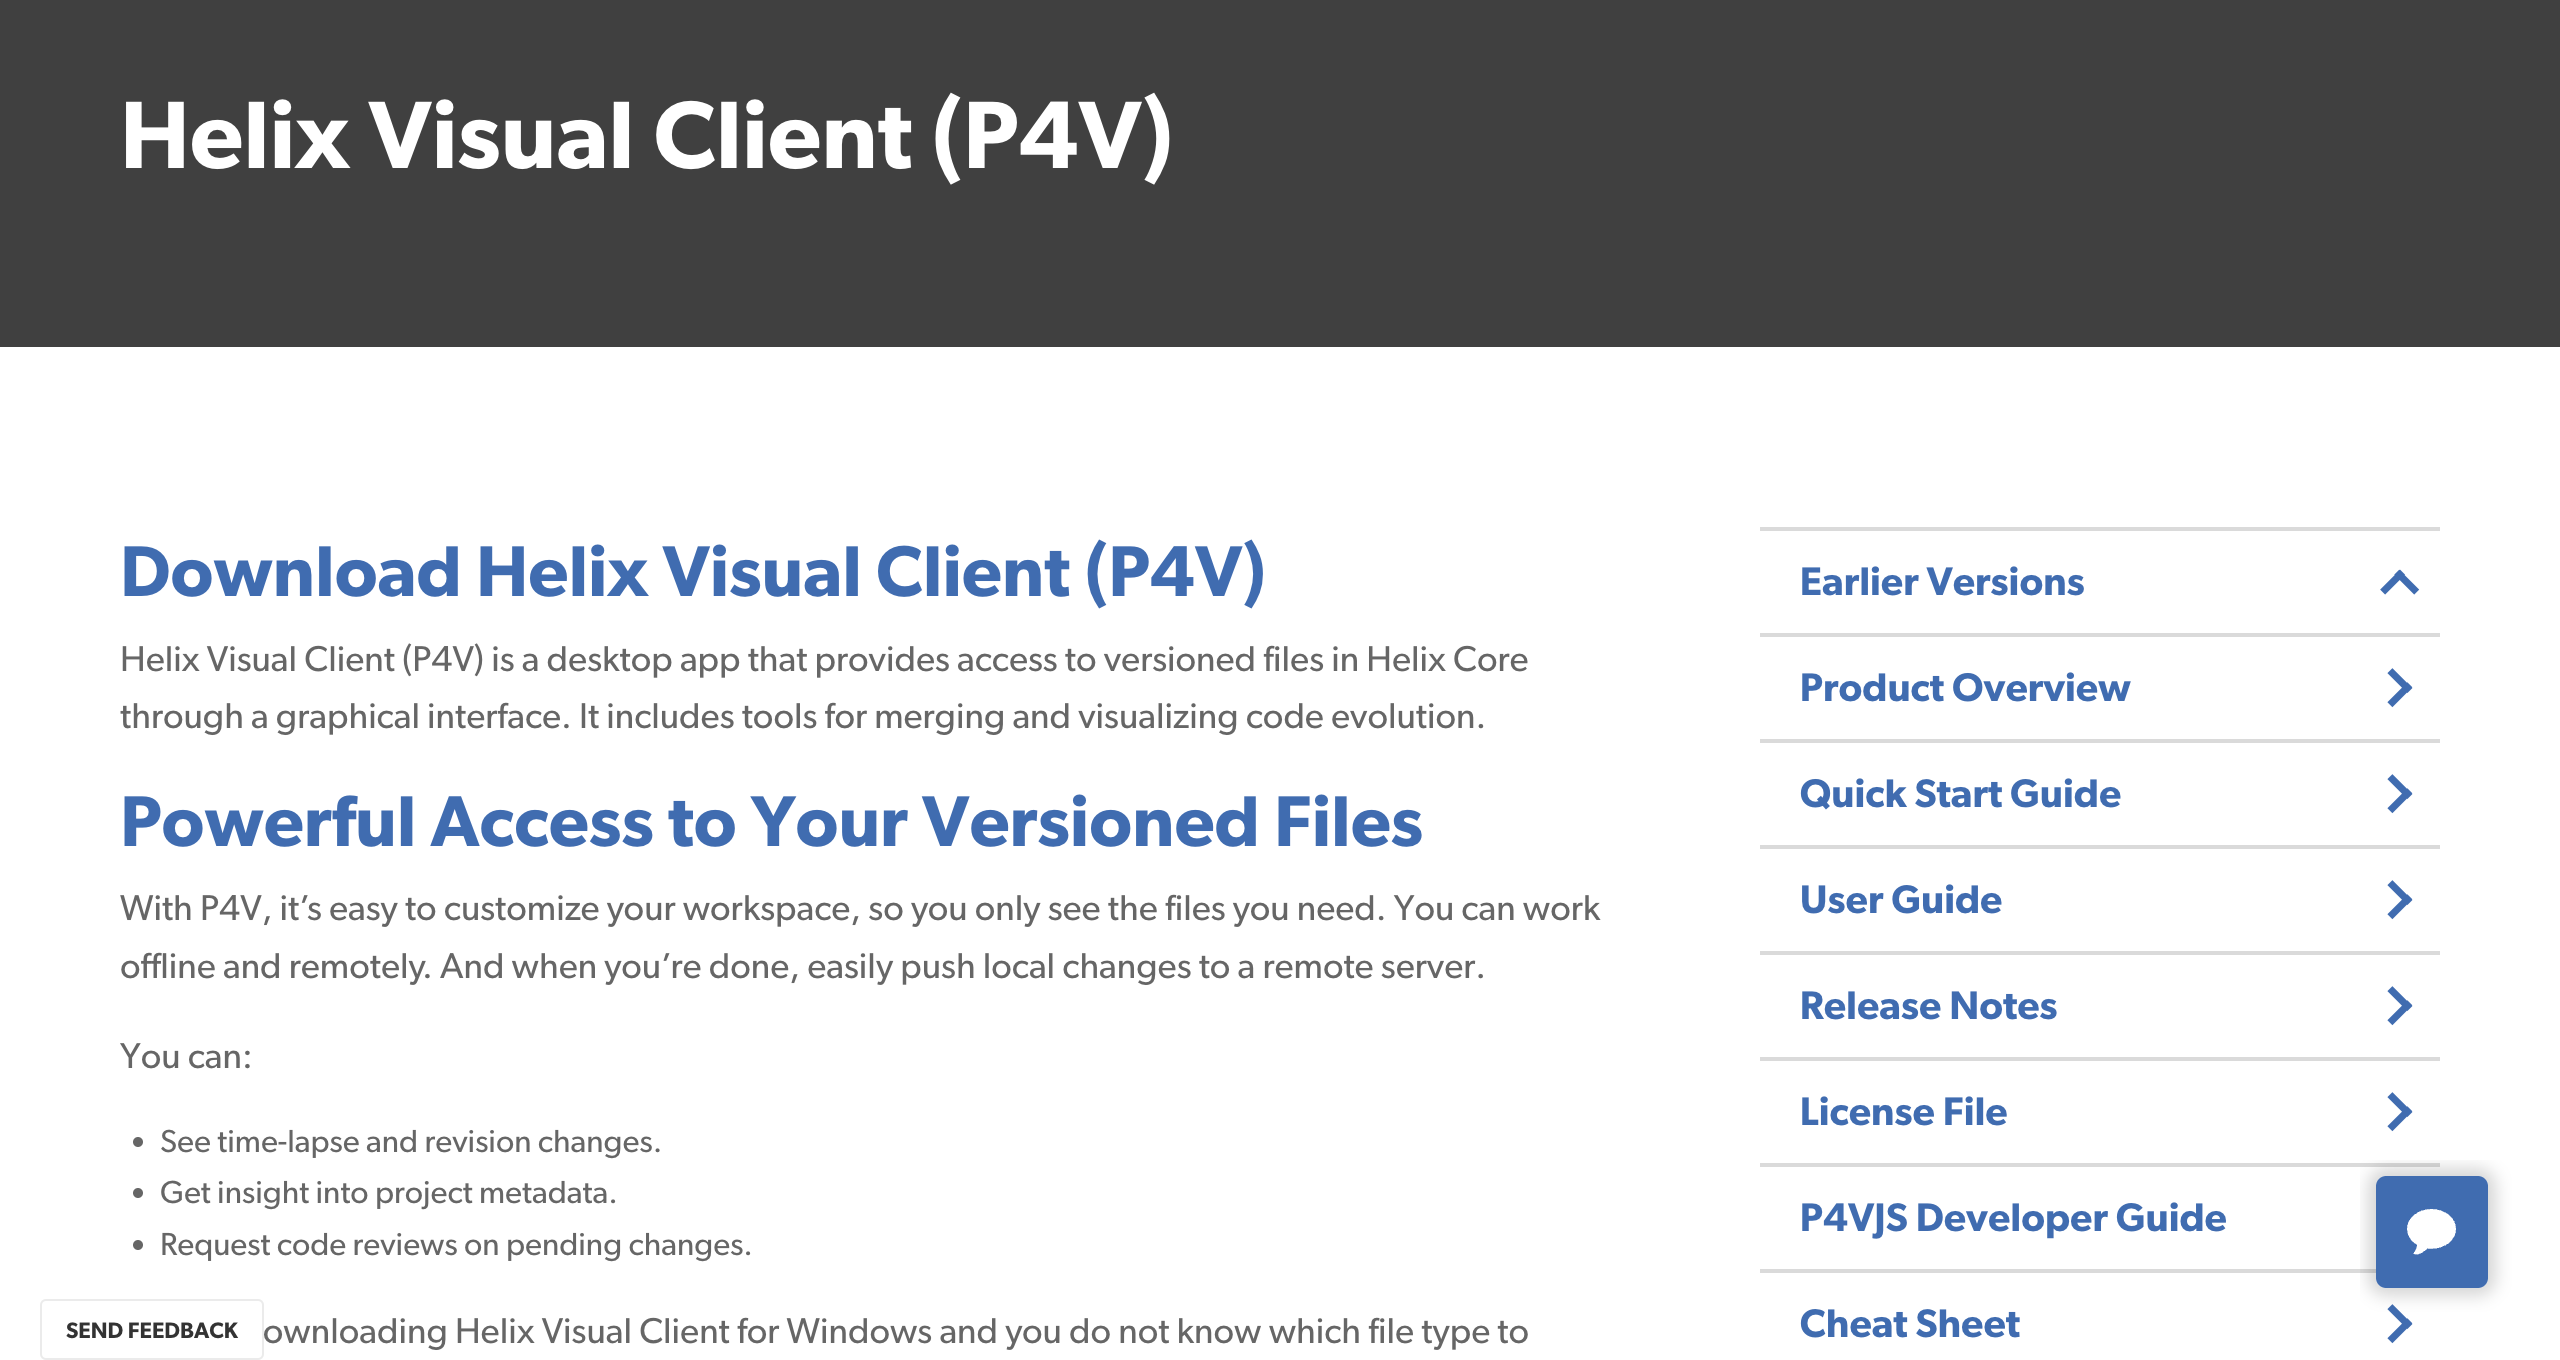 Helix Visual Client (P4V)
Download Helix Visual Client (P4V)
Helix Visual Client (P4V) is a desktop app that provides access to versioned files in Helix Core
through a graphical interface. It includes tools for merging and visualizing code evolution.
Powerful Access to Your Versioned Files
With P4V, it’s easy to customize your workspace, so you only see the files you need. You can work
offline and remotely. And when you’re done, easily push local changes to a remote server.
You can:
• See time-lapse and revision changes.
• Get insight into project metadata.
• Request code reviews on pending changes.
ownloading Helix Visual Client for Windows and you do not know which file type to
SEND FEEDBACK
Earlier Versions
Product Overview
Quick Start Guide
User Guide
Release Notes
License File
P4VJS Developer Guide
Cheat Sheet